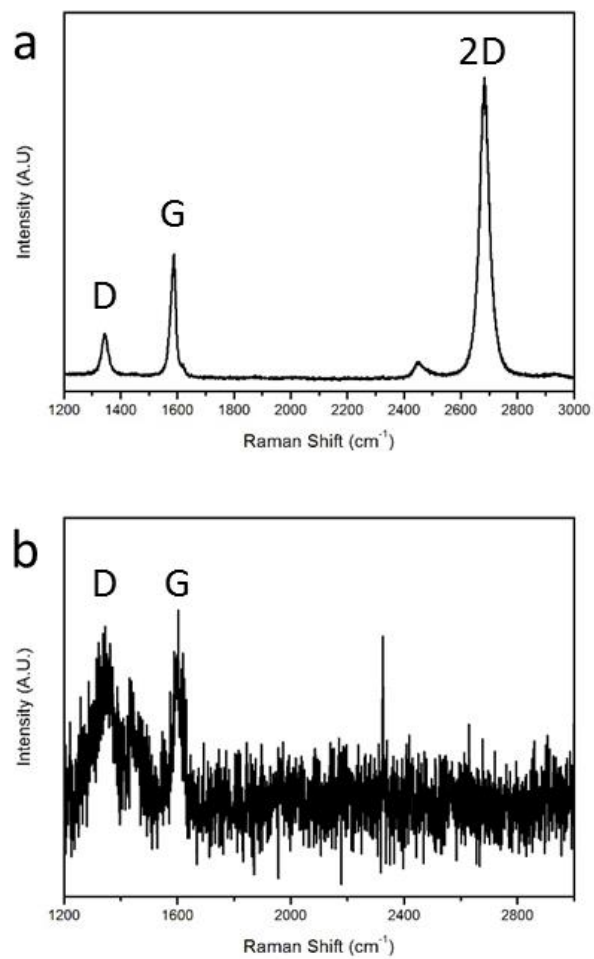 a
2D
G
D
Intensity (A.U)
1200 1400 1600 1800 2000 2200 2400 2600 2800 3000
Raman Shift (cm⁻¹)
b
D G
Intensity (A.U.)
1200 1600 2000 2400 2800
Raman Shift (cm⁻¹)